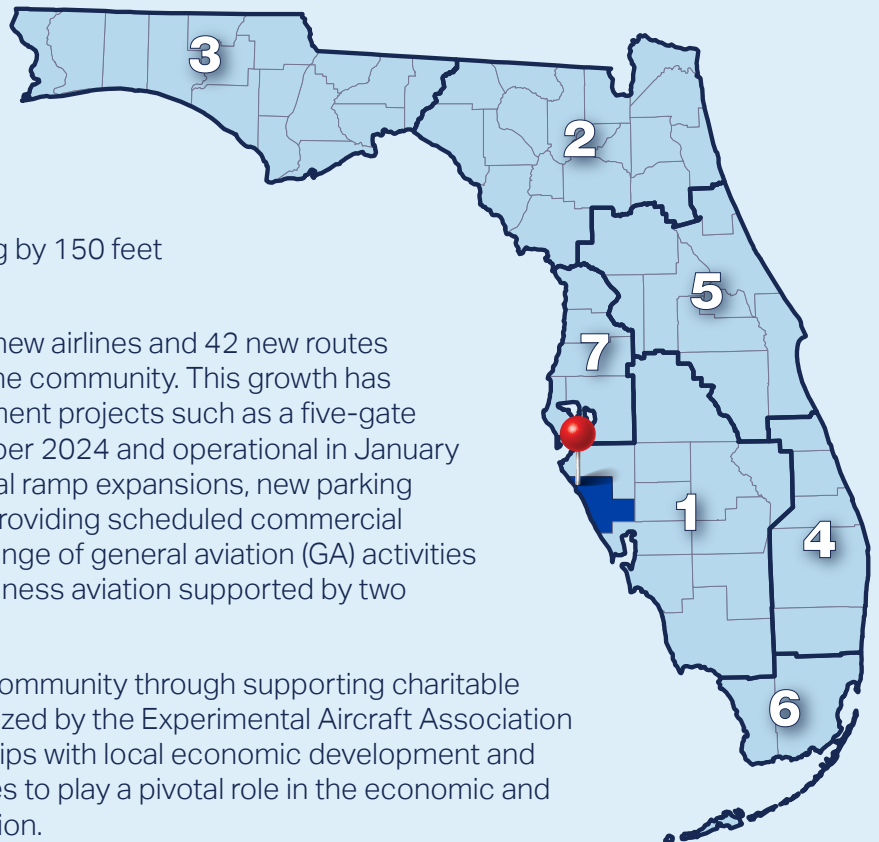 3
2
g by 150 feet
5
new airlines and 42 new routes
he community. This growth has
7
ment projects such as a five-gate
ber 2024 and operational in January
al ramp expansions, new parking
roviding scheduled commercial
1
nge of general aviation (GA) activities
4
ness aviation supported by two
ommunity through supporting charitable
ized by the Experimental Aircraft Association
6
ips with local economic development and
es to play a pivotal role in the economic and
ion.